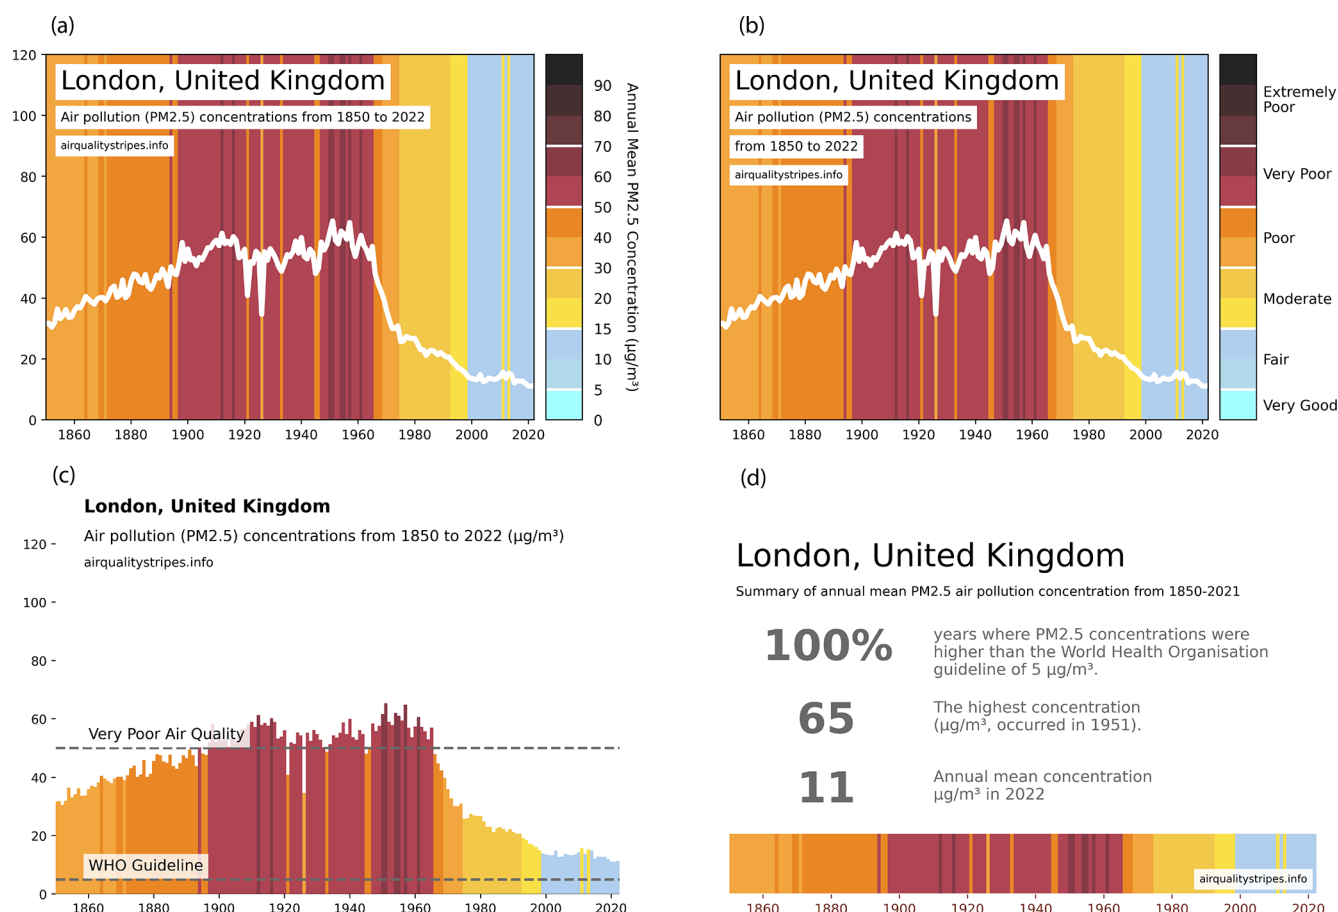 (a)
London, United Kingdom
Air pollution (PM2.5) concentrations from 1850 to 2022
airqualitystripes.info
120
100
80
60
40
20
0
1860 1880 1900 1920 1940 1960 1980 2000 2020
90
80
70
60
50
40
30
20
15
10
5
0
Annual Mean PM2.5 Concentration (μg/m³)
(b)
London, United Kingdom
Air pollution (PM2.5) concentrations
from 1850 to 2022
airqualitystripes.info
1860 1880 1900 1920 1940 1960 1980 2000 2020
Extremely
Poor
Very Poor
Poor
Moderate
Fair
Very Good
(c)
London, United Kingdom
Air pollution (PM2.5) concentrations from 1850 to 2022 (μg/m³)
airqualitystripes.info
120
100
80
60
40
20
0
Very Poor Air Quality
WHO Guideline
1860 1880 1900 1920 1940 1960 1980 2000 2020
(d)
London, United Kingdom
Summary of annual mean PM2.5 air pollution concentration from 1850-2021
100%
years where PM2.5 concentrations were
higher than the World Health Organisation
guideline of 5 μg/m³.
65
The highest concentration
(μg/m³, occurred in 1951).
11
Annual mean concentration
μg/m³ in 2022
airqualitystripes.info
1860 1880 1900 1920 1940 1960 1980 2000 2020